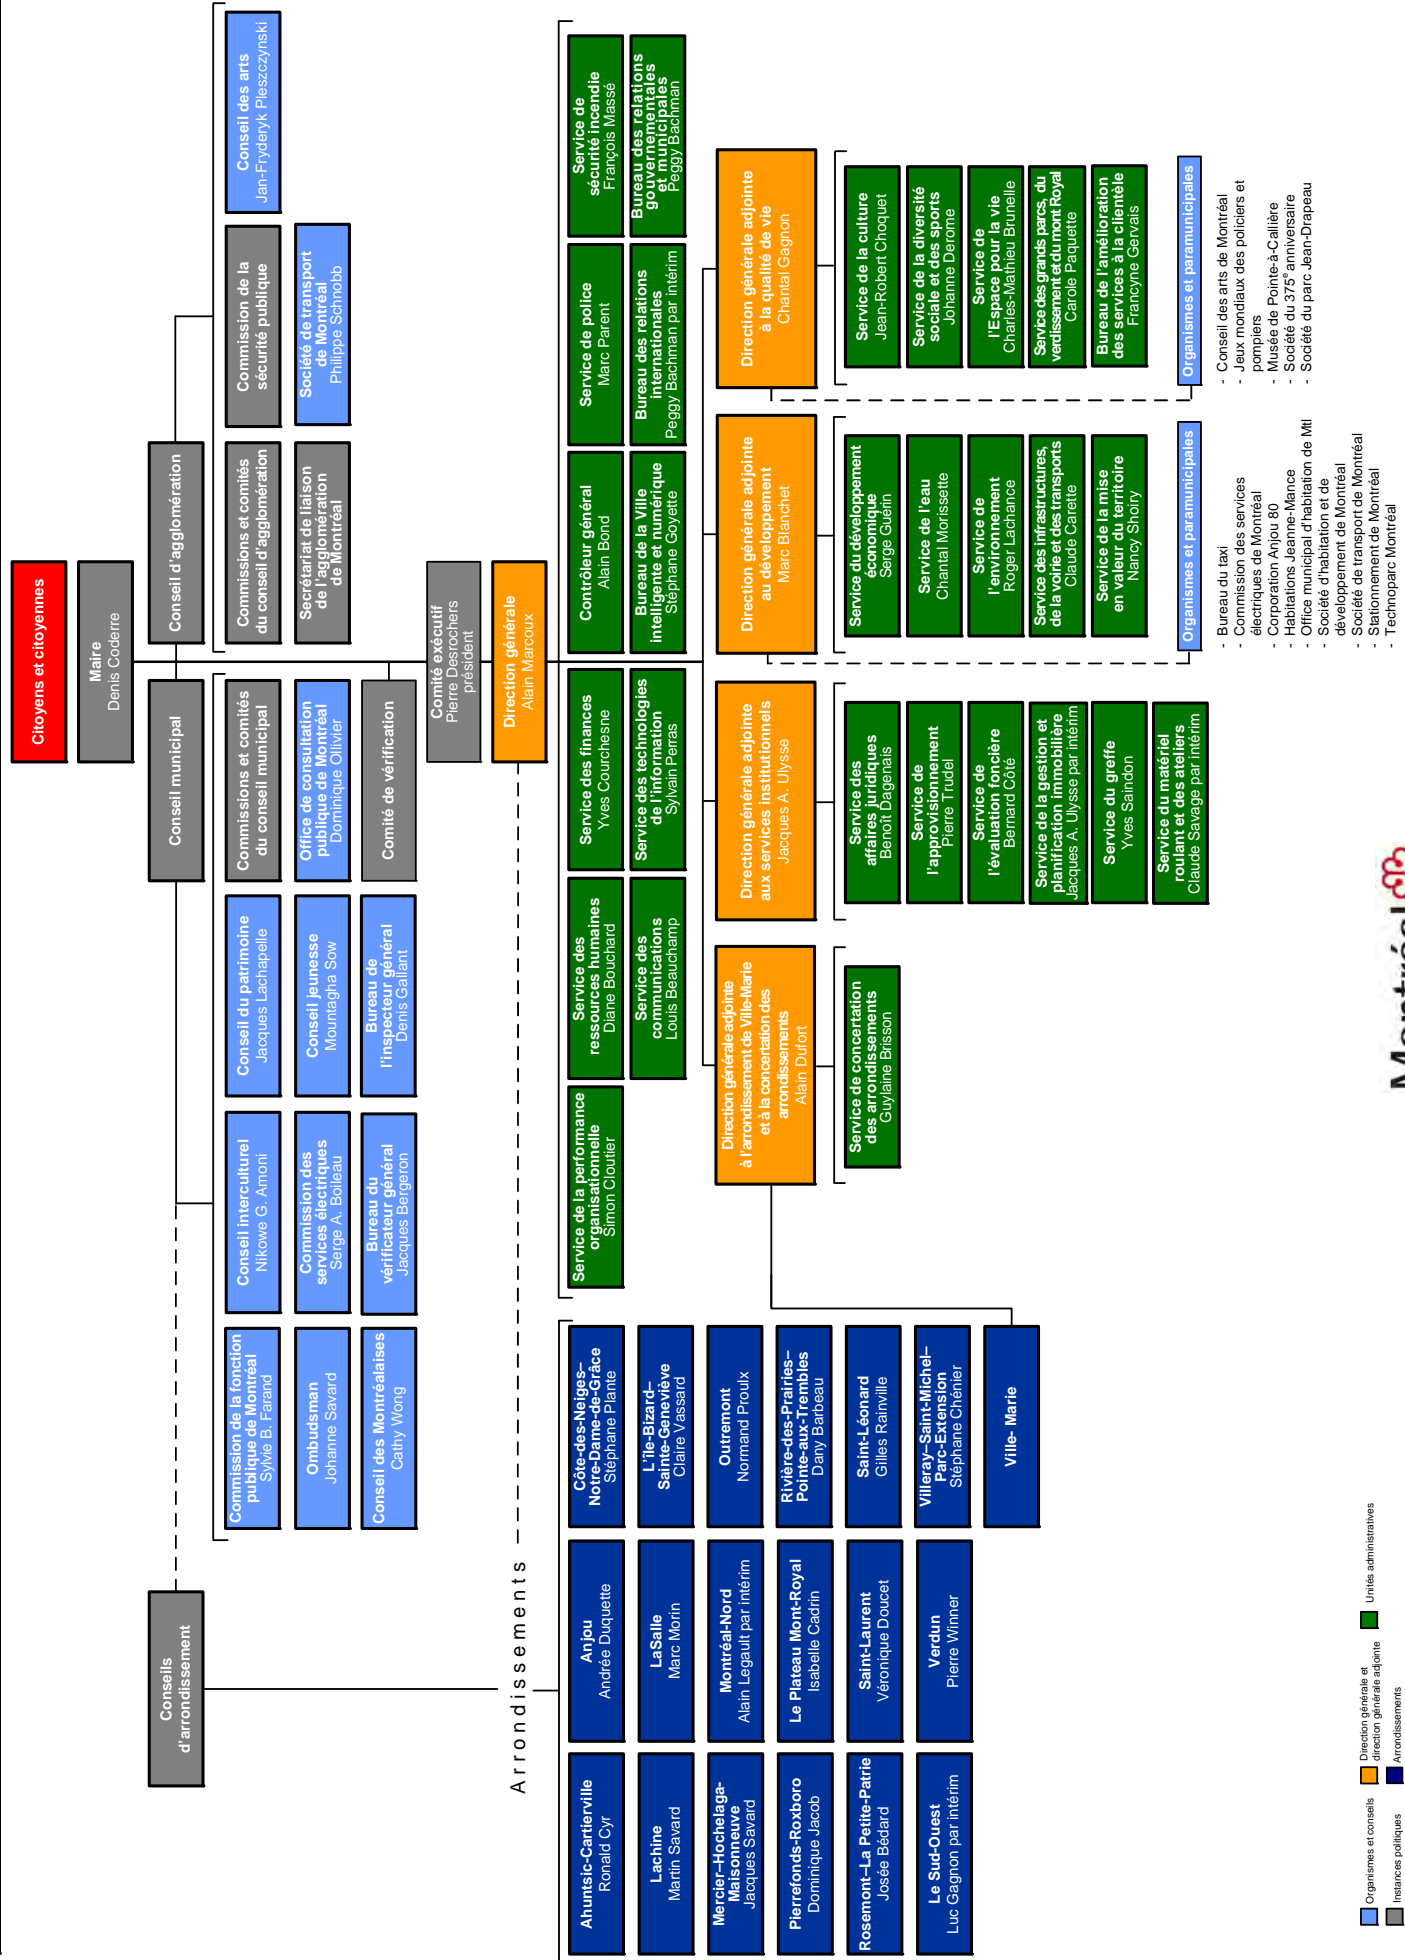 Citoyens et citoyennes
Maire
Denis Coderre
Conseils
d'arrondissement
Conseil municipal
Conseil d'agglomération
Commission de la fonction
publique de Montréal
Sylvie B. Farand
Conseil interculturel
Nikowe G. Amoni
Conseil du patrimoine
Jacques Lachapelle
Commissions et comités
du conseil municipal
Ombudsman
Johanne Savard
Commission des
services électriques
Serge A. Boileau
Conseil jeunesse
Mountagha Sow
Office de consultation
publique de Montréal
Dominique Ollivier
Conseil des Montréalaises
Cathy Wong
Bureau du
vérificateur général
Jacques Bergeron
Bureau de
l'inspecteur général
Denis Gallant
Comité de vérification
Commissions et comités
du conseil d'agglomération
Commission de la
sécurité publique
Conseil des arts
Jan-Fryderyk Pleszczynski
Secrétariat de liaison
de l'agglomération
de Montréal
Société de transport
de Montréal
Philippe Schnobb
Comité exécutif
Pierre Desrochers
président
Direction générale
Alain Marcoux
Arrondissements
Ahuntsic-Cartierville
Ronald Cyr
Anjou
Andrée Duquette
Côte-des-Neiges–
Notre-Dame-de-Grâce
Stéphane Plante
Lachine
Martin Savard
LaSalle
Marc Morin
L'Île-Bizard–
Sainte-Geneviève
Claire Vassard
Mercier–Hochelaga-
Maisonneuve
Jacques Savard
Montréal-Nord
Alain Legault par intérim
Outremont
Normand Proulx
Pierrefonds-Roxboro
Dominique Jacob
Le Plateau Mont-Royal
Isabelle Cadrin
Rivière-des-Prairies–
Pointe-aux-Trembles
Dany Barbeau
Rosemont–La Petite-Patrie
Josée Bédard
Saint-Laurent
Véronique Doucet
Saint-Léonard
Gilles Rainville
Le Sud-Ouest
Luc Gagnon par intérim
Verdun
Pierre Winner
Villeray–Saint-Michel–
Parc-Extension
Stéphane Chénier
Ville- Marie
Service de la performance
organisationnelle
Simon Cloutier
Service des
ressources humaines
Diane Bouchard
Service des finances
Yves Courchesne
Contrôleur général
Alain Bond
Service de police
Marc Parent
Service de
sécurité incendie
François Massé
Service des
communications
Louis Beauchamp
Service des technologies
de l'information
Sylvain Perras
Bureau de la Ville
intelligente et numérique
Stéphane Goyette
Bureau des relations
internationales
Peggy Bachman par intérim
Bureau des relations
gouvernementales
et municipales
Peggy Bachman
Direction générale adjointe
à l'arrondissement de Ville-Marie
et à la concertation des
arrondissements
Alain Dufort
Service de concertation
des arrondissements
Guylaine Brisson
Direction générale adjointe
aux services institutionnels
Jacques A. Ulysse
Service des
affaires juridiques
Benoît Dagenais
Service de
l'approvisionnement
Pierre Trudel
Service de
l'évaluation foncière
Bernard Côté
Service de la gestion et
planification immobilière
Jacques A. Ulysse par intérim
Service du greffe
Yves Saindon
Service du matériel
roulant et des ateliers
Claude Savage par intérim
Direction générale adjointe
au développement
Marc Blanchet
Service du développement
économique
Serge Guérin
Service de l'eau
Chantal Morissette
Service de
l'environnement
Roger Lachance
Service des infrastructures,
de la voirie et des transports
Claude Carette
Service de la mise
en valeur du territoire
Nancy Shoiry
Organismes et paramunicipales
- Bureau du taxi
- Commission des services
électriques de Montréal
- Corporation Anjou 80
- Habitations Jeanne-Mance
- Office municipal d'habitation de Mtl
- Société d'habitation et de
développement de Montréal
- Société de transport de Montréal
- Stationnement de Montréal
- Technoparc Montréal
Direction générale adjointe
à la qualité de vie
Chantal Gagnon
Service de la culture
Jean-Robert Choquet
Service de la diversité
sociale et des sports
Johanne Derome
Service de
l'Espace pour la vie
Charles-Mathieu Brunelle
Service des grands parcs, du
verdissement et du mont Royal
Carole Paquette
Bureau de l'amélioration
des services à la clientèle
Francyne Gervais
Organismes et paramunicipales
- Conseil des arts de Montréal
- Jeux mondiaux des policiers et
pompiers
- Musée de Pointe-à-Callière
- Société du 375e anniversaire
- Société du parc Jean-Drapeau
Organismes et conseils
Direction générale et
direction générale adjointe
Unités administratives
Instances politiques
Arrondissements
Montréal